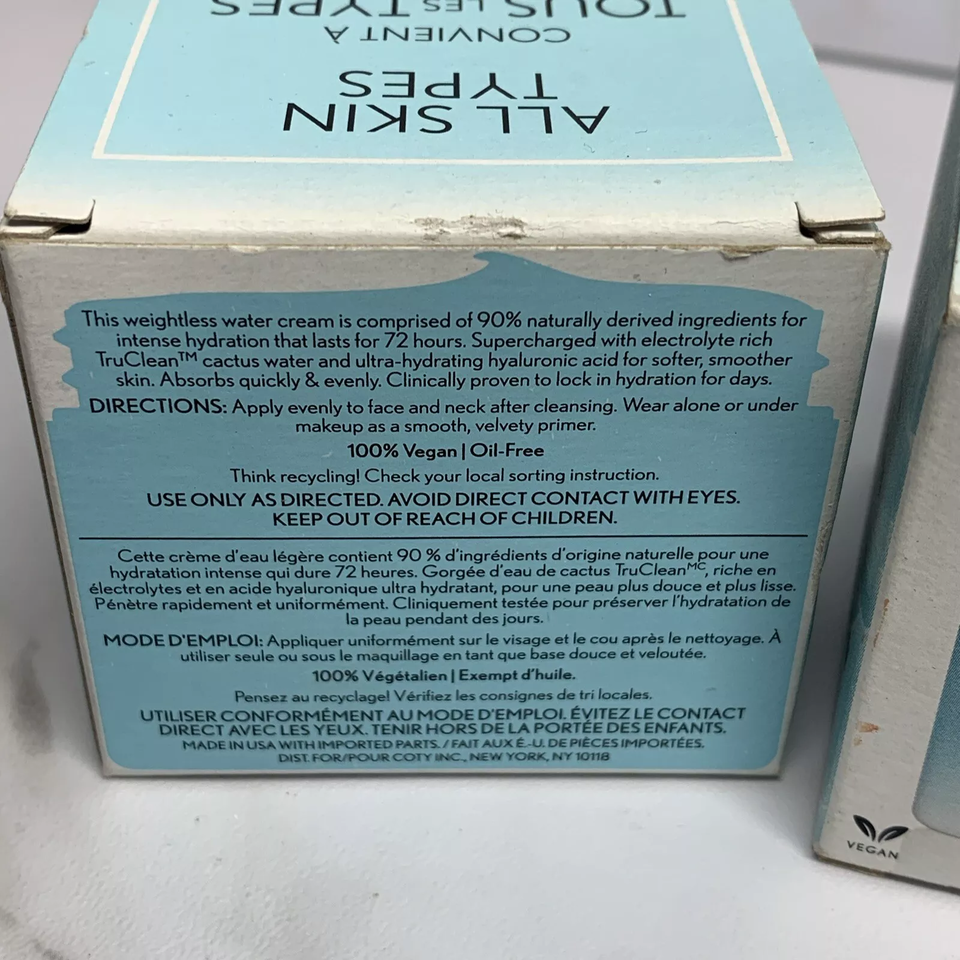 TOUS LES TYPES
CONVIENT À
TYPES
ALL SKIN
This weightless water cream is comprised of 90% naturally derived ingredients for
intense hydration that lasts for 72 hours. Supercharged with electrolyte rich
TruClean™ cactus water and ultra-hydrating hyaluronic acid for softer, smoother
skin. Absorbs quickly & evenly. Clinically proven to lock in hydration for days.
DIRECTIONS: Apply evenly to face and neck after cleansing. Wear alone or under
makeup as a smooth, velvety primer.
100% Vegan | Oil-Free
Think recycling! Check your local sorting instruction.
USE ONLY AS DIRECTED. AVOID DIRECT CONTACT WITH EYES.
KEEP OUT OF REACH OF CHILDREN.
Cette crème d'eau légère contient 90 % d'ingrédients d'origine naturelle pour une
hydratation intense qui dure 72 heures. Gorgée d'eau de cactus TruClean MC, riche en
électrolytes et en acide hyaluronique ultra hydratant, pour une peau plus douce et plus lisse.
Pénètre rapidement et uniformément. Cliniquement testée pour préserver l'hydratation de
la peau pendant des jours.
MODE D'EMPLOI: Appliquer uniformément sur le visage et le cou après le nettoyage. À
utiliser seule ou sous le maquillage en tant que base douce et veloutée.
100% Végétalien | Exempt d'huile.
Pensez au recyclage! Vérifiez les consignes de tri locales.
UTILISER CONFORMÉMENT AU MODE D'EMPLOI. ÉVITEZ LE CONTACT
DIRECT AVEC LES YEUX. TENIR HORS DE LA PORTÉE DES ENFANTS.
MADE IN USA WITH IMPORTED PARTS. / FAIT AUX É.-U. DE PIÈCES IMPORTÉES.
DIST. FOR/POUR COTY INC., NEW YORK, NY 10118
VEGAN